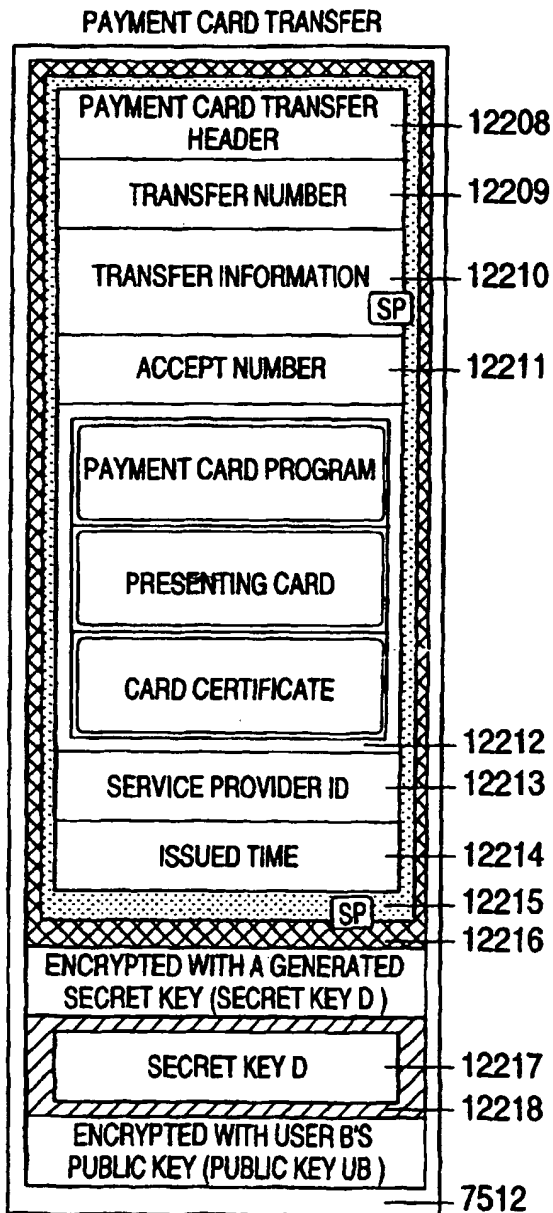 PAYMENT CARD TRANSFER
PAYMENT CARD TRANSFER
HEADER
12208
TRANSFER NUMBER
12209
TRANSFER INFORMATION
12210
SP
ACCEPT NUMBER
12211
PAYMENT CARD PROGRAM
PRESENTING CARD
CARD CERTIFICATE
12212
SERVICE PROVIDER ID
12213
ISSUED TIME
12214
SP
12215
12216
ENCRYPTED WITH A GENERATED
SECRET KEY (SECRET KEY D )
SECRET KEY D
12217
12218
ENCRYPTED WITH USER B'S
PUBLIC KEY (PUBLIC KEY UB )
7512